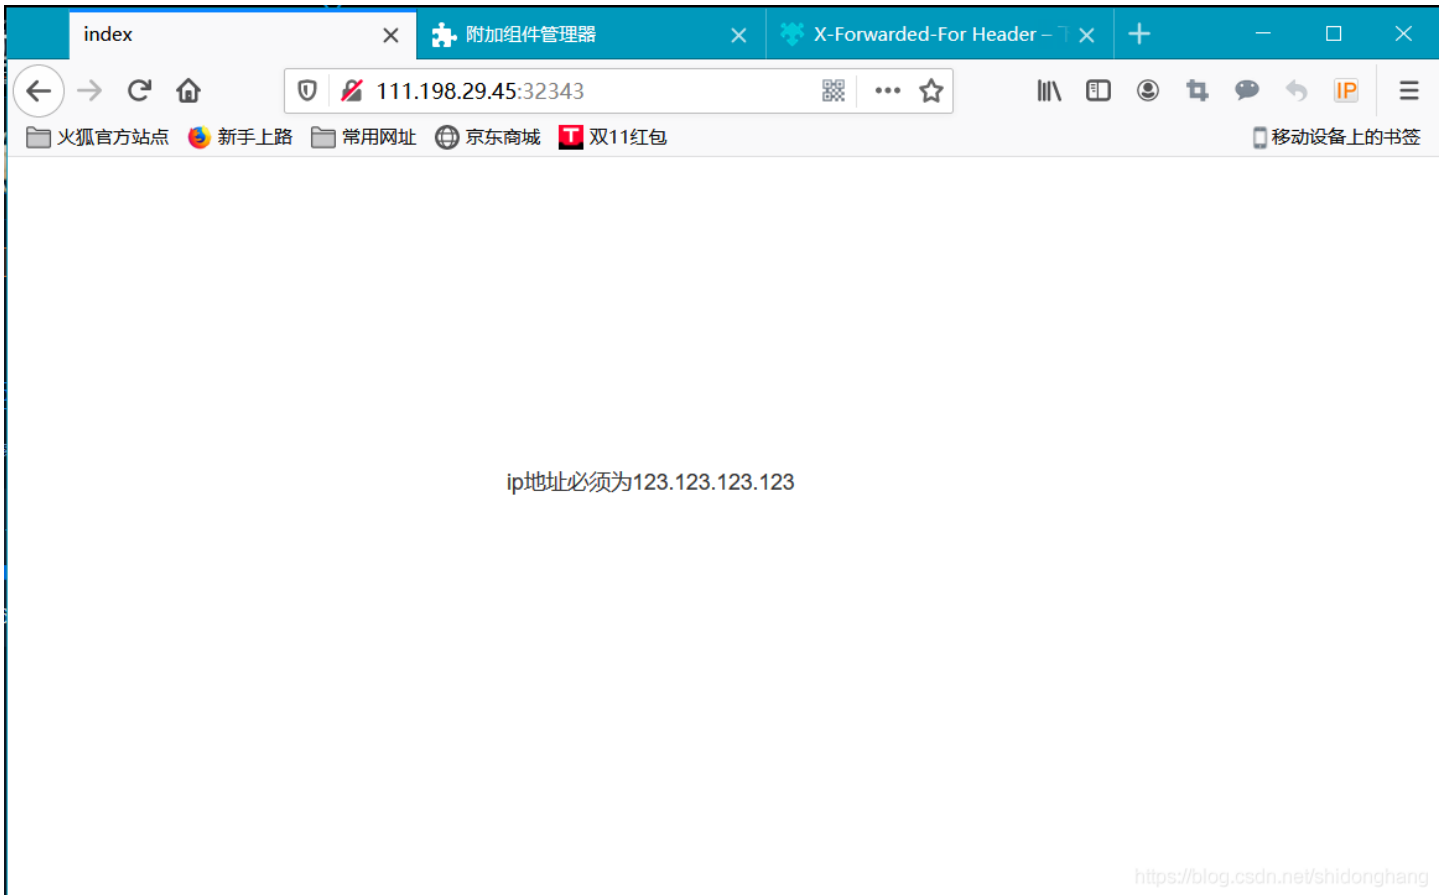 index
附加组件管理器
X-Forwarded-For Header –
111.198.29.45:32343
IP
火狐官方站点
新手上路
常用网址
京东商城
T
双11红包
移动设备上的书签
ip地址必须为123.123.123.123
https://blog.csdn.net/shidonghang